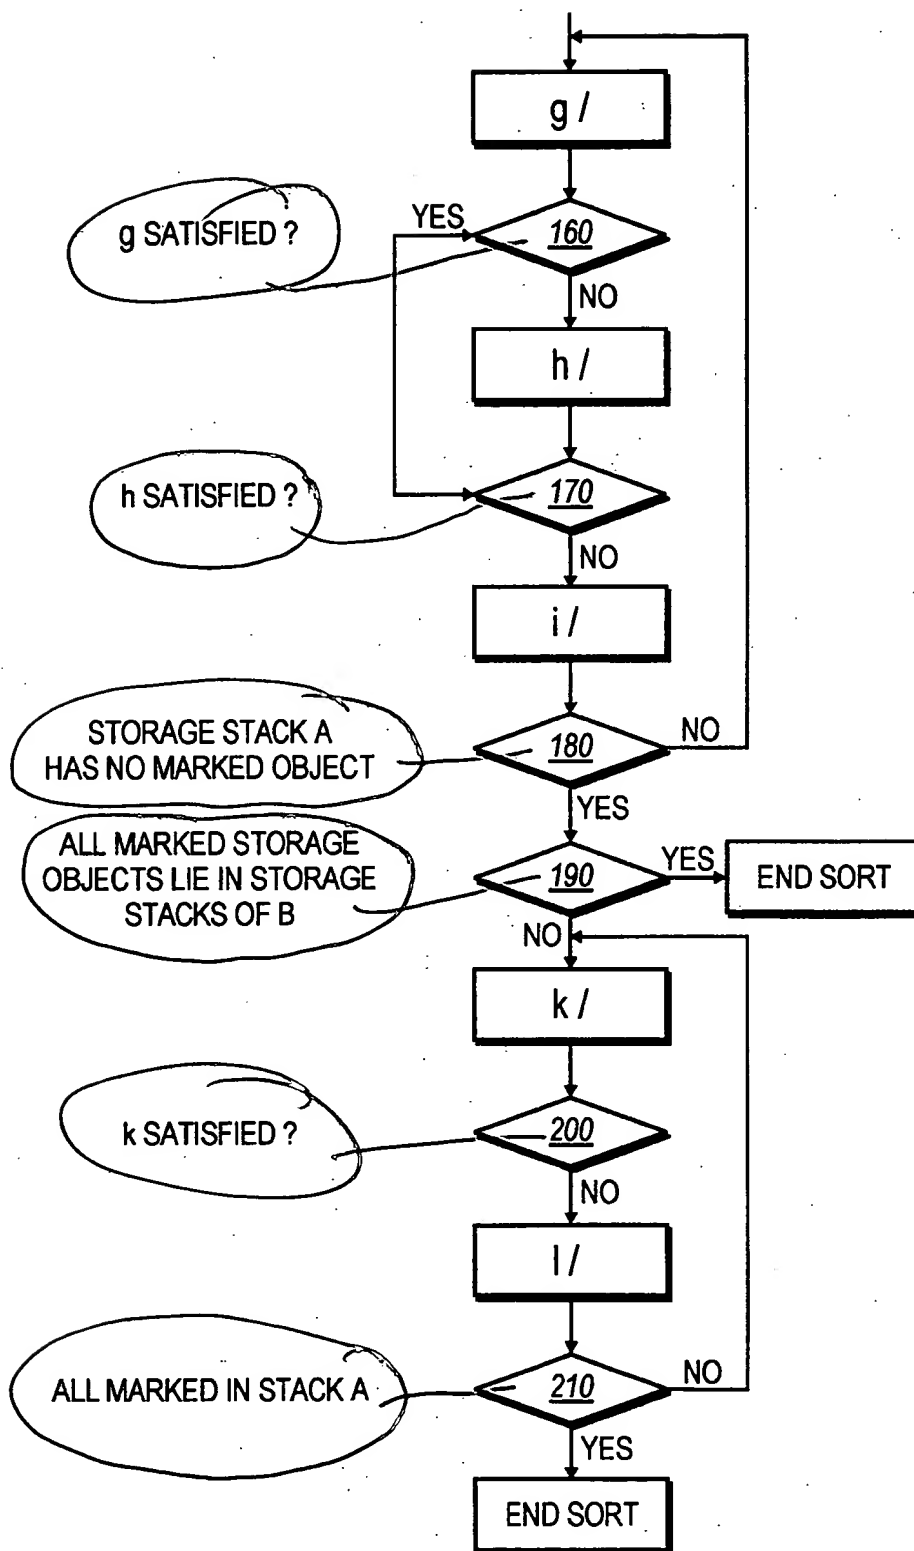 g /
YES
g SATISFIED ?
160
NO
h /
h SATISFIED ?
170
NO
i /
STORAGE STACK A
HAS NO MARKED OBJECT
180
NO
YES
ALL MARKED STORAGE
OBJECTS LIE IN STORAGE
STACKS OF B
190
YES
END SORT
NO
k /
k SATISFIED ?
200
NO
l /
ALL MARKED IN STACK A
210
NO
YES
END SORT